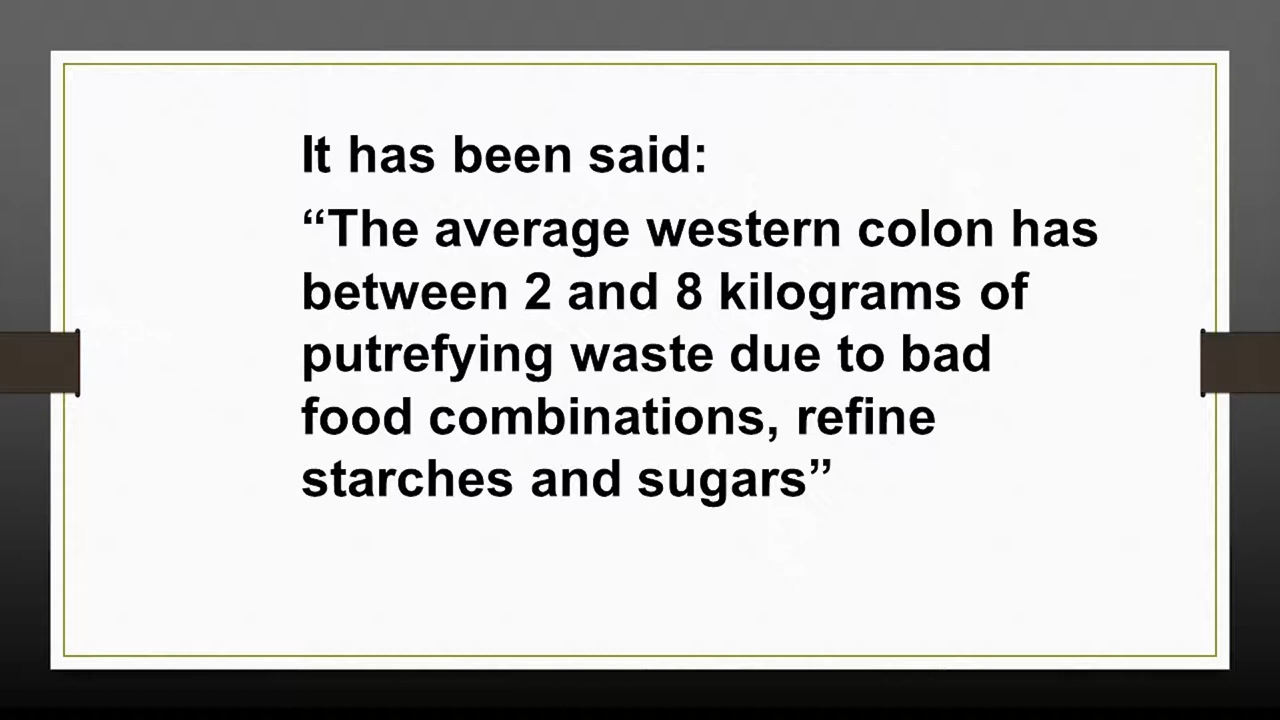 It has been said:
“The average western colon has
between 2 and 8 kilograms of
putrefying waste due to bad
food combinations, refine
starches and sugars”